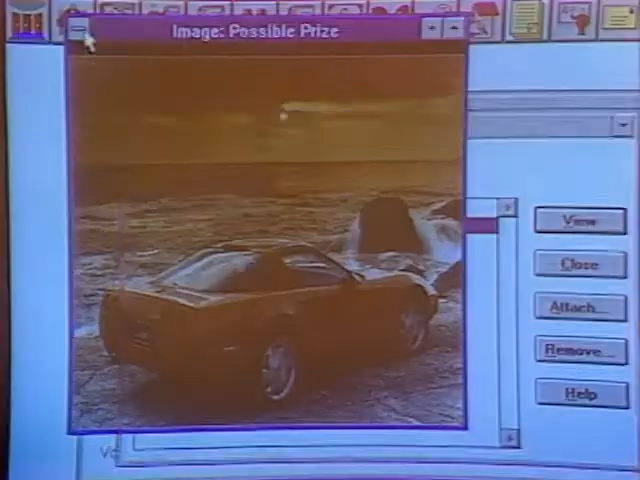 Image: Possible Prize
View
Close
Attach...
Remove...
Help